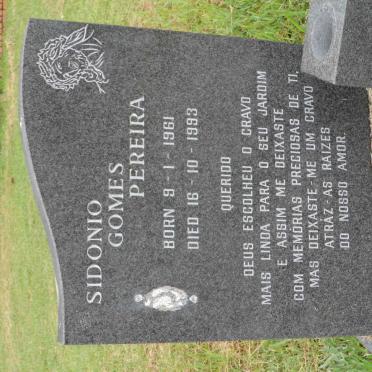 SIDONIO
GOMES
PEREIRA
BORN 9-1-1961
DIED 16-10-1993
QUERIDO
DEUS ESCOLHEU O CRAVO
MAIS LINDA PARA O SEU JARDIM
E ASSIM ME DEIXASTE
COM MEMORIAS PRECIOSAS DE TI,
MAS DEIXASTE-ME UM CRAVO
ATRAZ-AS RAIZES
DO NOSSO AMOR.